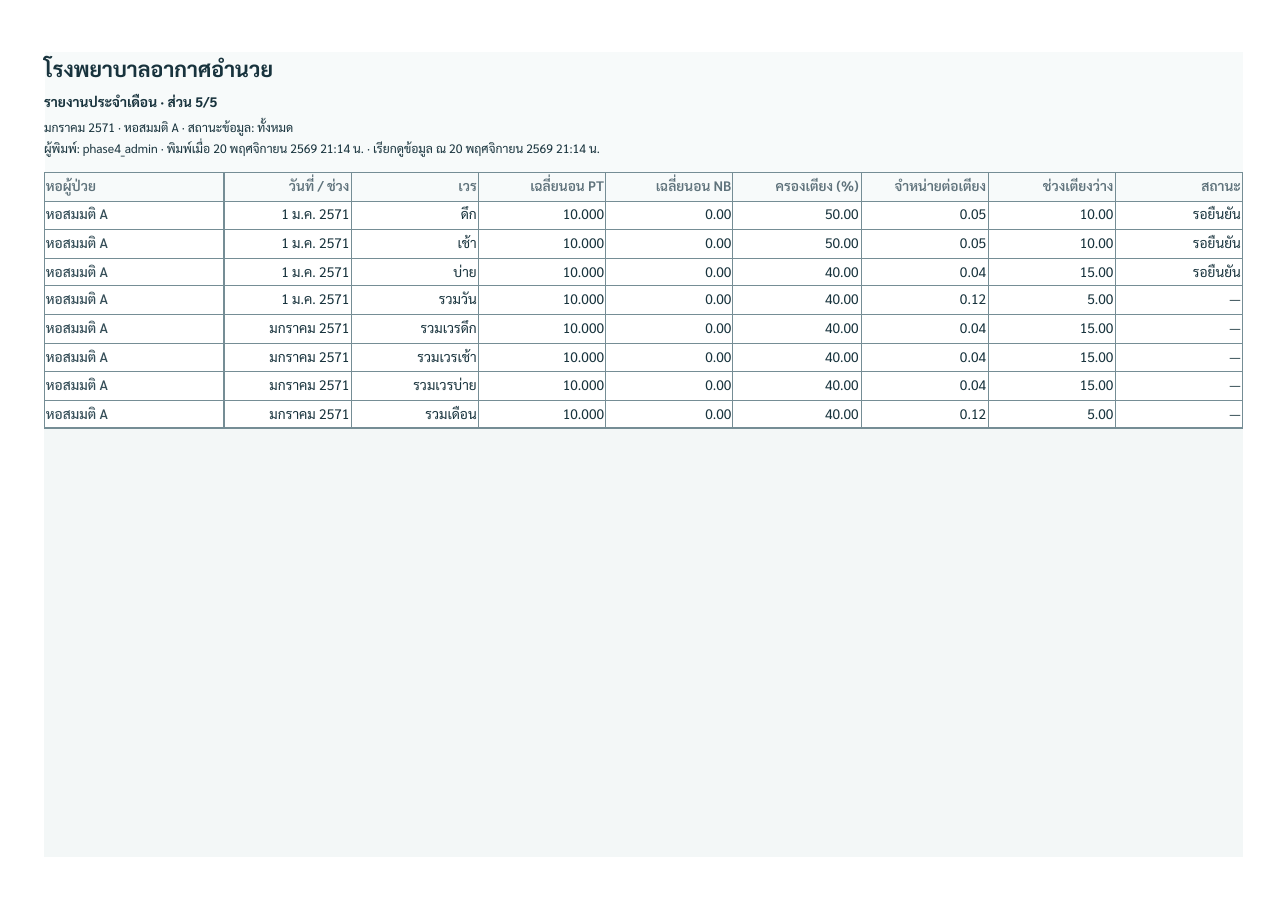 โรงพยาบาลอากาศอำนวย
รายงานประจำเดือน · ส่วน 5/5
มกราคม 2571 · หอสมมติ A · สถานะข้อมูล: ทั้งหมด
ผู้พิมพ์: phase4_admin · พิมพ์เมื่อ 20 พฤศจิกายน 2569 21:14 น. · เรียกดูข้อมูล ณ 20 พฤศจิกายน 2569 21:14 น.
หอผู้ป่วย วันที่ / ช่วง เวร เฉลี่ยนอน PT เฉลี่ยนอน NB ครองเตียง (%) จำหน่ายต่อเตียง ช่วงเตียงว่าง สถานะ
หอสมมติ A 1 ม.ค. 2571 ดึก 10.000 0.00 50.00 0.05 10.00 รอยืนยัน
หอสมมติ A 1 ม.ค. 2571 เช้า 10.000 0.00 50.00 0.05 10.00 รอยืนยัน
หอสมมติ A 1 ม.ค. 2571 บ่าย 10.000 0.00 40.00 0.04 15.00 รอยืนยัน
หอสมมติ A 1 ม.ค. 2571 รวมวัน 10.000 0.00 40.00 0.12 5.00 —
หอสมมติ A มกราคม 2571 รวมเวรดึก 10.000 0.00 40.00 0.04 15.00 —
หอสมมติ A มกราคม 2571 รวมเวรเช้า 10.000 0.00 40.00 0.04 15.00 —
หอสมมติ A มกราคม 2571 รวมเวรบ่าย 10.000 0.00 40.00 0.04 15.00 —
หอสมมติ A มกราคม 2571 รวมเดือน 10.000 0.00 40.00 0.12 5.00 —